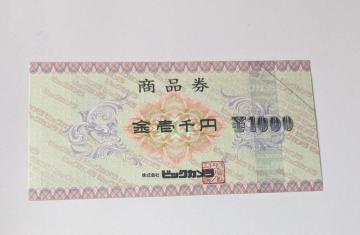 商品券
金壱千円 ¥1000
株式会社 ビックカメラ